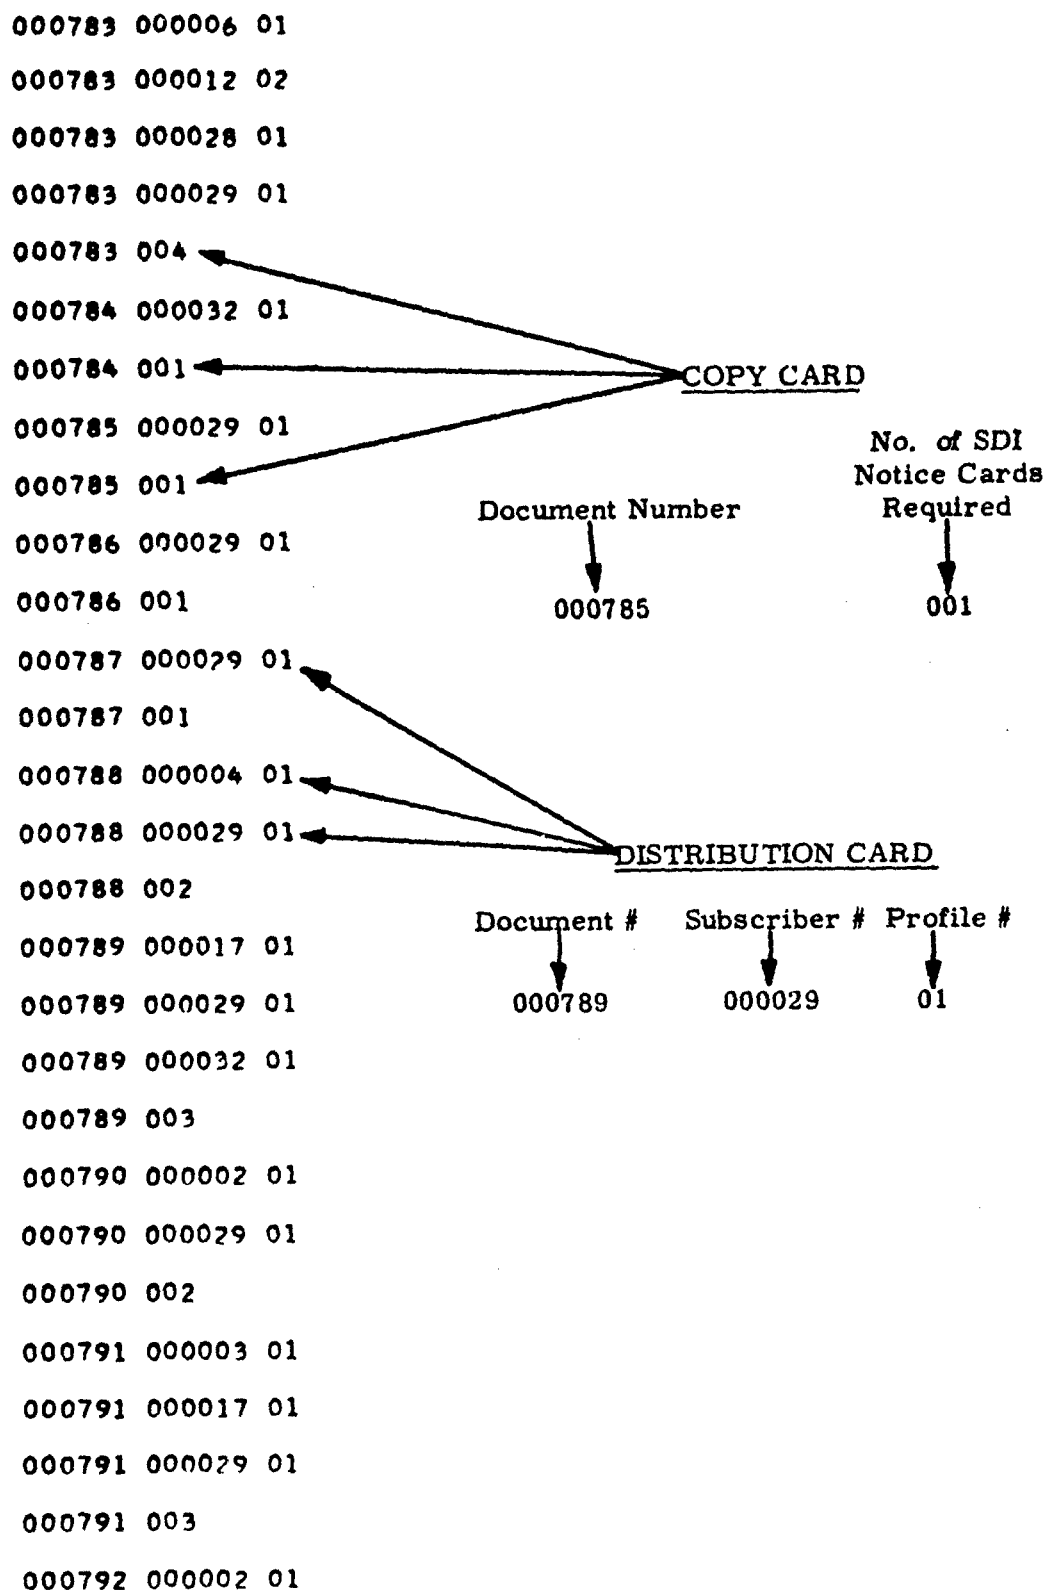 000783 000006 01
000783 000012 02
000783 000028 01
000783 000029 01
000783 004
000784 000032 01
000784 001
COPY CARD
000785 000029 01
000785 001
No. of SDI
Notice Cards
Required
Document Number
000786 000029 01
000786 001
000785
001
000787 000029 01
000787 001
000788 000004 01
000788 000029 01
DISTRIBUTION CARD
000788 002
Document #
Subscriber #
Profile #
000789 000017 01
000789 000029 01
000789
000029
01
000789 000032 01
000789 003
000790 000002 01
000790 000029 01
000790 002
000791 000003 01
000791 000017 01
000791 000029 01
000791 003
000792 000002 01